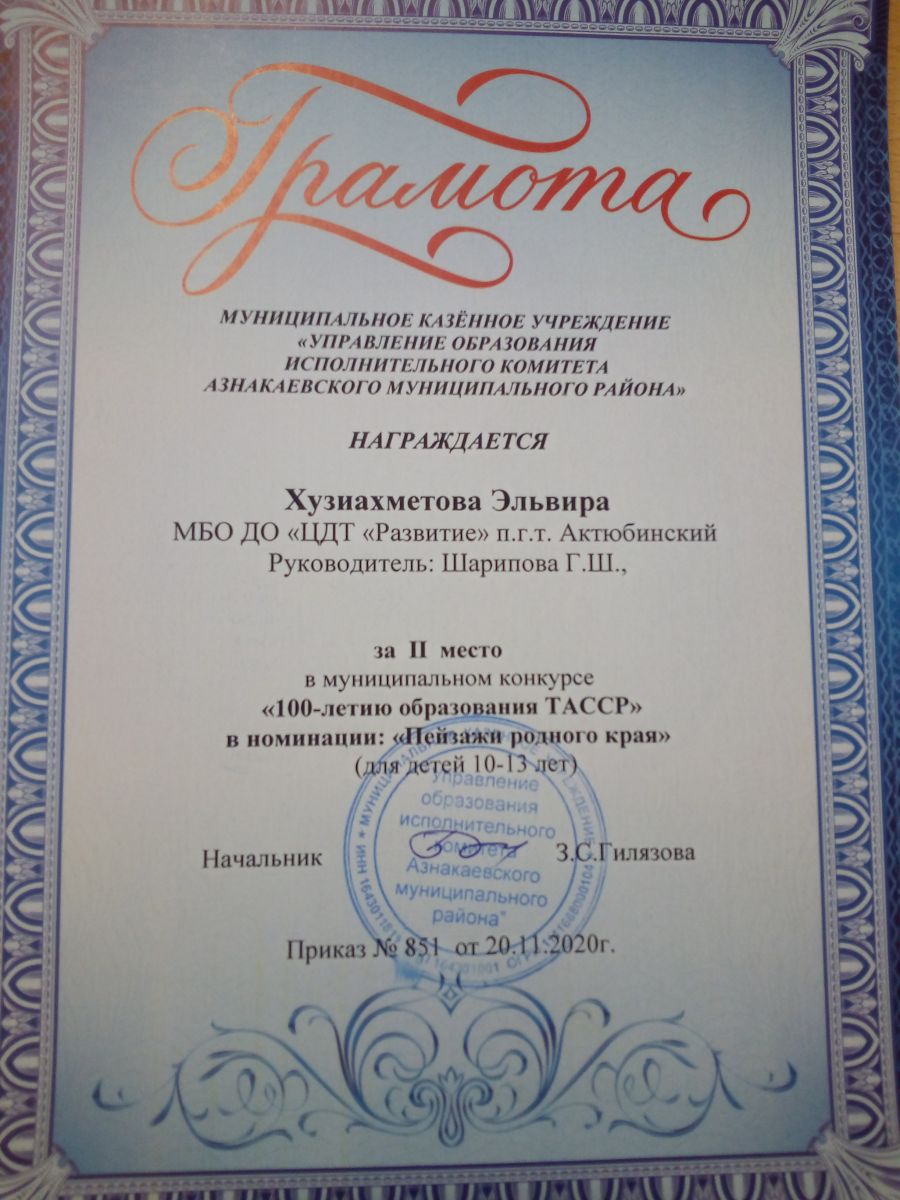 Грамота
МУНИЦИПАЛЬНОЕ КАЗЁННОЕ УЧРЕЖДЕНИЕ
«УПРАВЛЕНИЕ ОБРАЗОВАНИЯ
ИСПОЛНИТЕЛЬНОГО КОМИТЕТА
АЗНАКАЕВСКОГО МУНИЦИПАЛЬНОГО РАЙОНА»
НАГРАЖДАЕТСЯ
Хузиахметова Эльвира
МБО ДО «ЦДТ «Развитие» п.г.т. Актюбинский
Руководитель: Шарипова Г.Ш.,
за II место
в муниципальном конкурсе
«100-летию образования ТАССР»
в номинации: «Пейзажи родного края»
(для детей 10-13 лет)
Управление
образования
исполнительного
комитета
Азнакаевского
муниципального
района"
Начальник З.С.Гилязова
Приказ № 851 от 20.11.2020г.